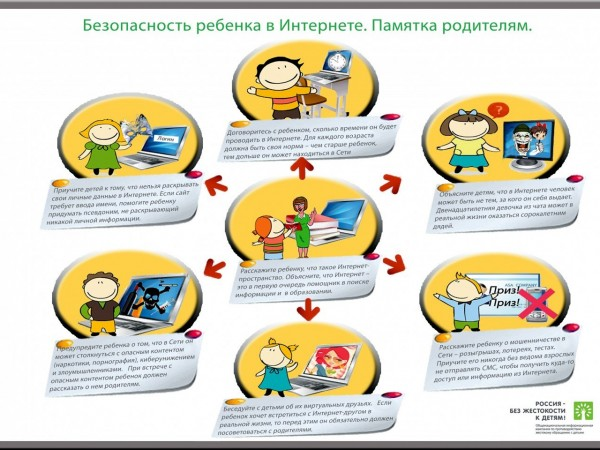 Безопасность ребенка в Интернете. Памятка родителям.
Договоритесь с ребенком, сколько времени он будет
проводить в Интернете. Для каждого возраста
должна быть своя норма – чем старше ребенок,
тем дольше он может находиться в Сети
Логин
Приучите детей к тому, что нельзя раскрывать
свои личные данные в Интернете. Если сайт
требует ввода имени, помогите ребенку
придумать псевдоним, не раскрывающий
никакой личной информации.
?
Объясните детям, что в Интернете человек
может быть не тем, за кого он себя выдает.
Двенадцатилетняя девочка из чата может в
реальной жизни оказаться сорокалетним
дядей.
Расскажите ребенку, что такое Интернет-
пространство. Объясните, что Интернет –
это в первую очередь помощник в поиске
информации и в образовании.
Предупредите ребенка о том, что в Сети он
может столкнуться с опасным контентом
(наркотики, порнография), киберунижением
и злоумышленниками. При встрече с
опасным контентом ребенок должен
рассказать о нем родителям.
Приз!
Приз!
Расскажите ребенку о мошенничестве в
Сети – розыгрышах, лотереях, тестах.
Приучите его никогда без ведома взрослых
не отправлять СМС, чтобы получить куда-то
доступ или информацию из Интернета.
Беседуйте с детьми об их виртуальных друзьях. Если
ребенок хочет встретиться с Интернет-другом в
реальной жизни, то перед этим он обязательно должен
посоветоваться с родителями.
РОССИЯ -
БЕЗ ЖЕСТОКОСТИ
К ДЕТЯМ!